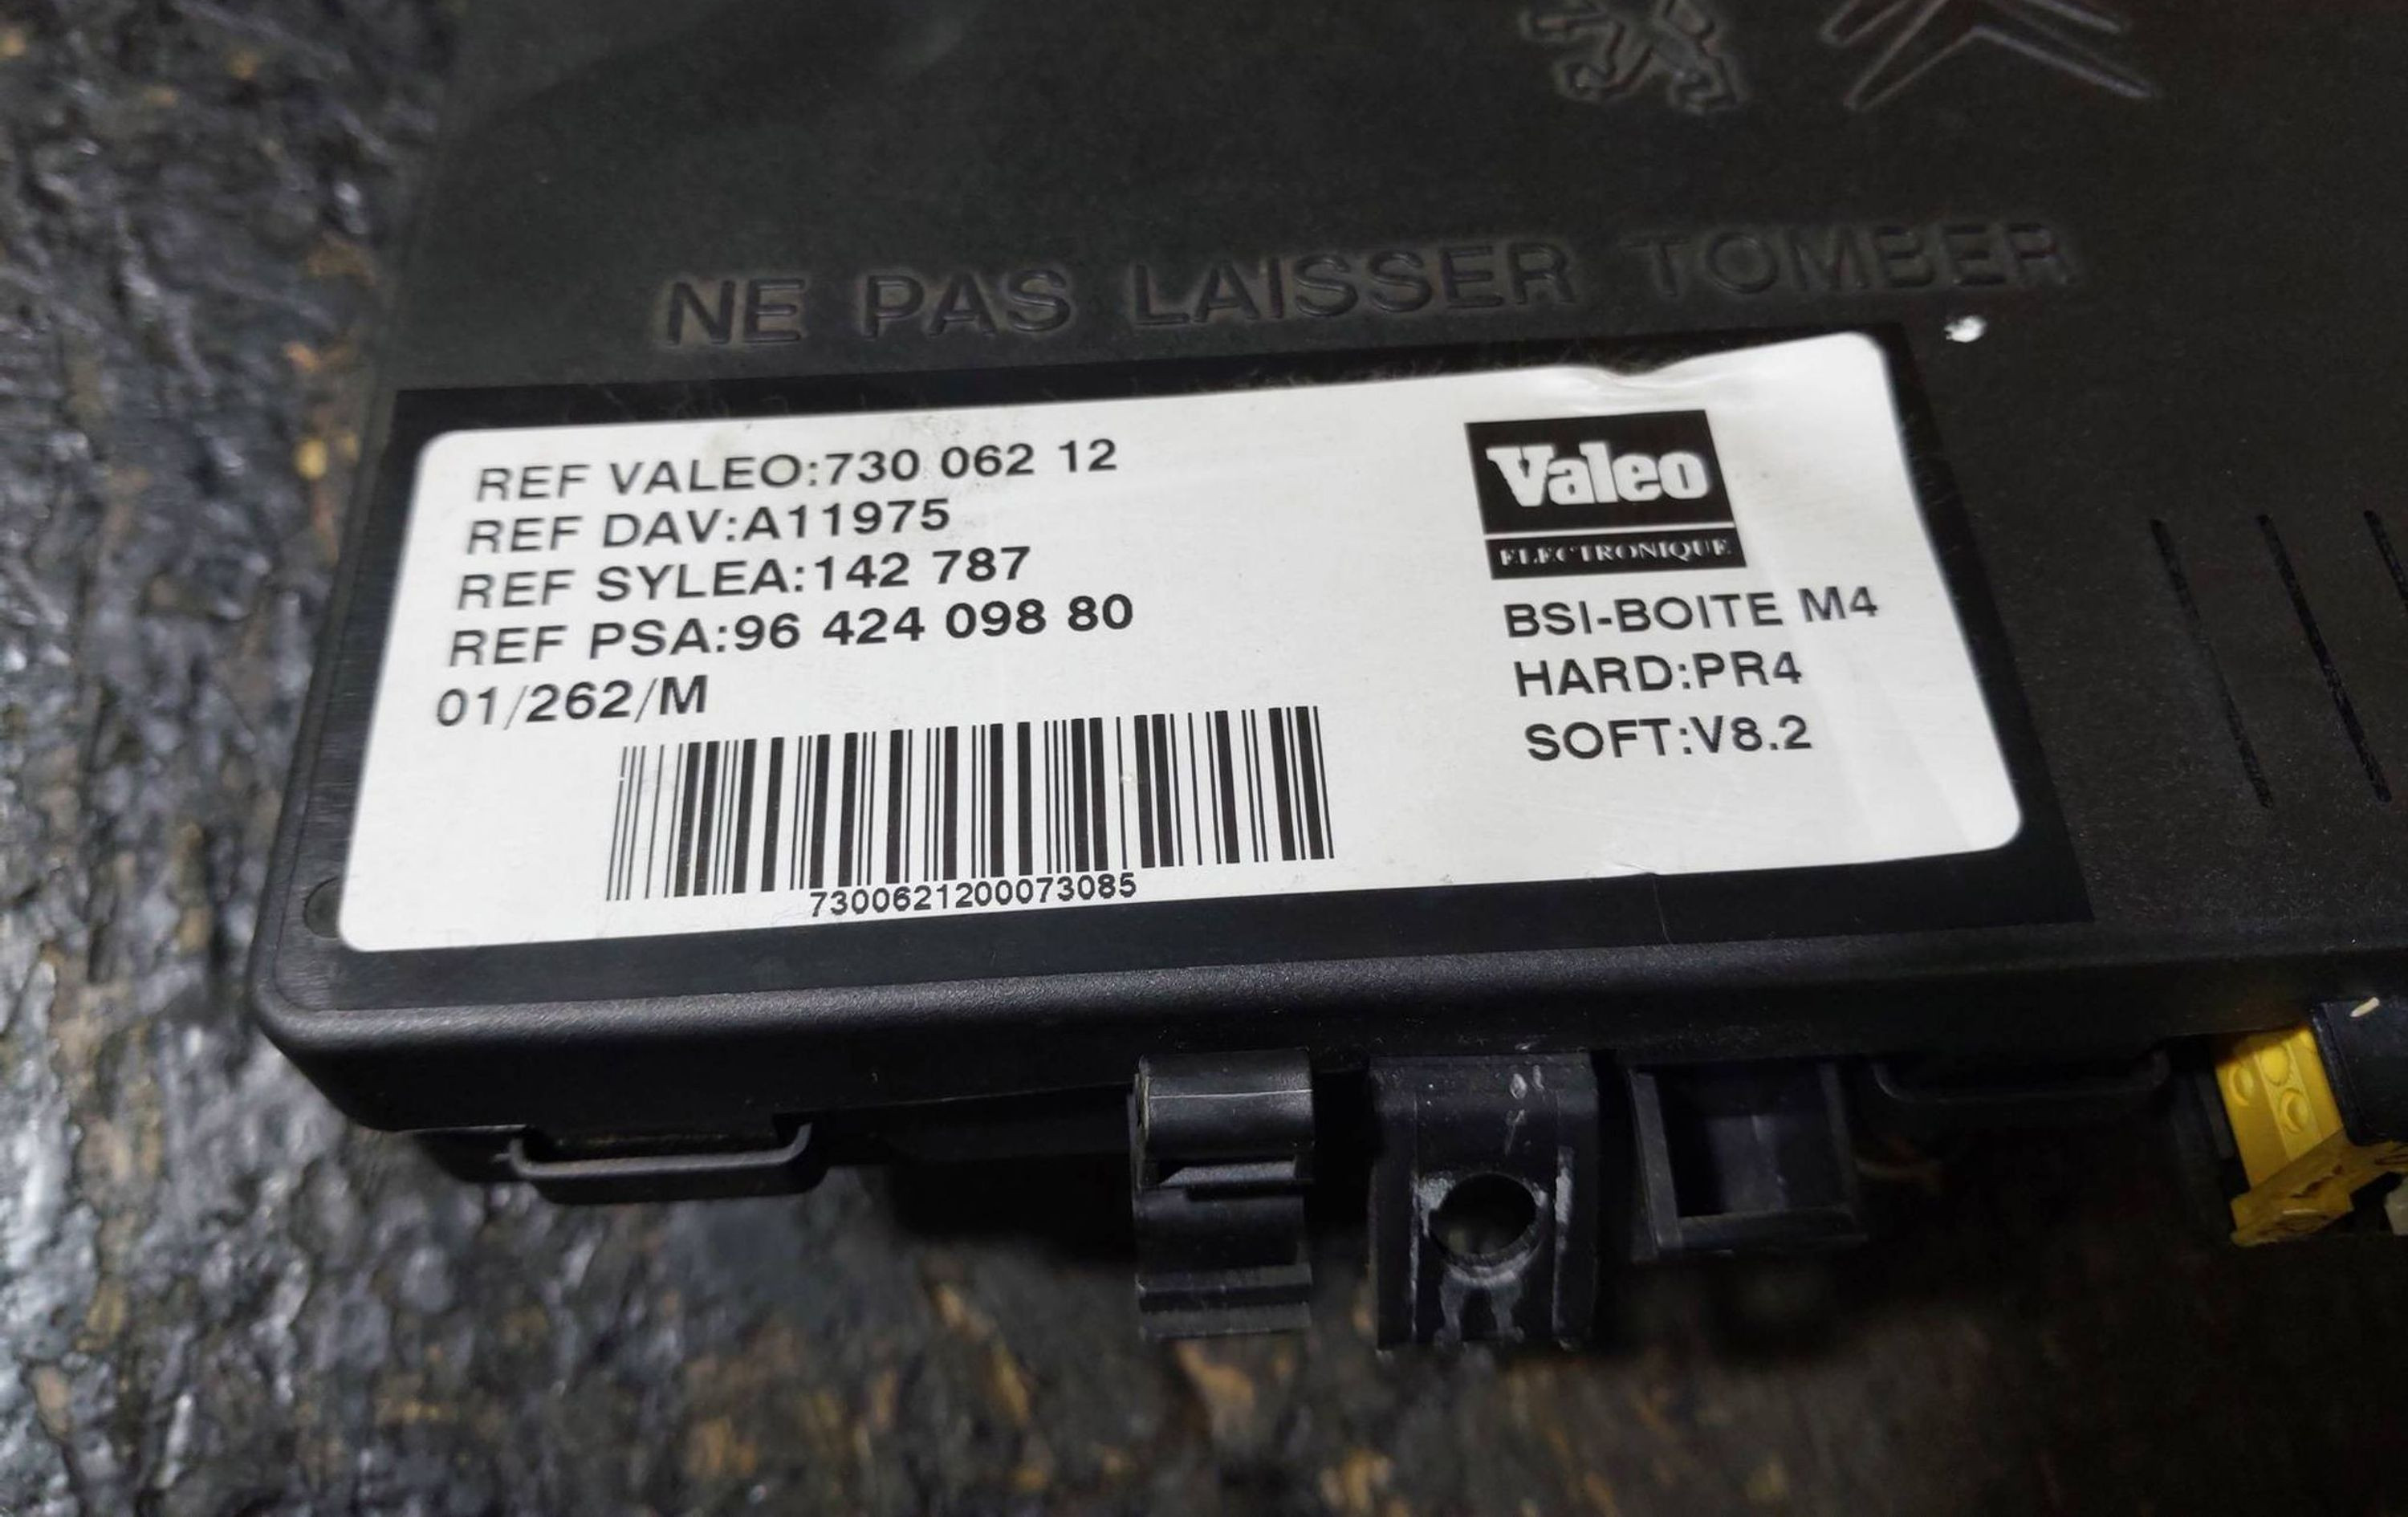 NE PAS LAISSER TOMBER
REF VALEO:730 062 12
REF DAV:A11975
REF SYLEA:142 787
REF PSA:96 424 098 80
01/262/M
7300621200073085
Valeo
ELECTRONIQUE
BSI-BOITE M4
HARD:PR4
SOFT:V8.2